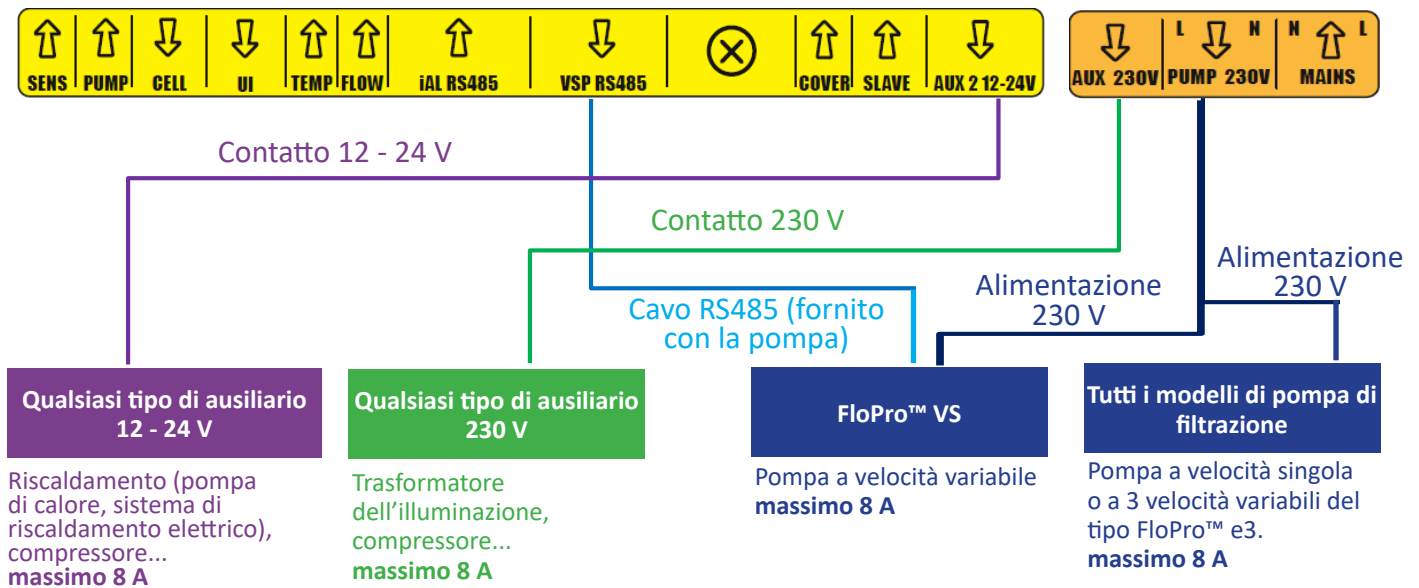 L N N L
SENS PUMP CELL UI TEMP FLOW iAL RS485 VSP RS485 COVER SLAVE AUX 2 12-24V AUX 230V PUMP 230V MAINS
Contatto 12 - 24 V
Contatto 230 V
Cavo RS485 (fornito
con la pompa)
Alimentazione
230 V
Alimentazione
230 V
Qualsiasi tipo di ausiliario
12 - 24 V
Riscaldamento (pompa
di calore, sistema di
riscaldamento elettrico),
compressore...
massimo 8 A
Qualsiasi tipo di ausiliario
230 V
Trasformatore
dell’illuminazione,
compressore...
massimo 8 A
FloPro™ VS
Pompa a velocità variabile
massimo 8 A
Tutti i modelli di pompa di
filtrazione
Pompa a velocità singola
o a 3 velocità variabili del
tipo FloPro™ e3.
massimo 8 A